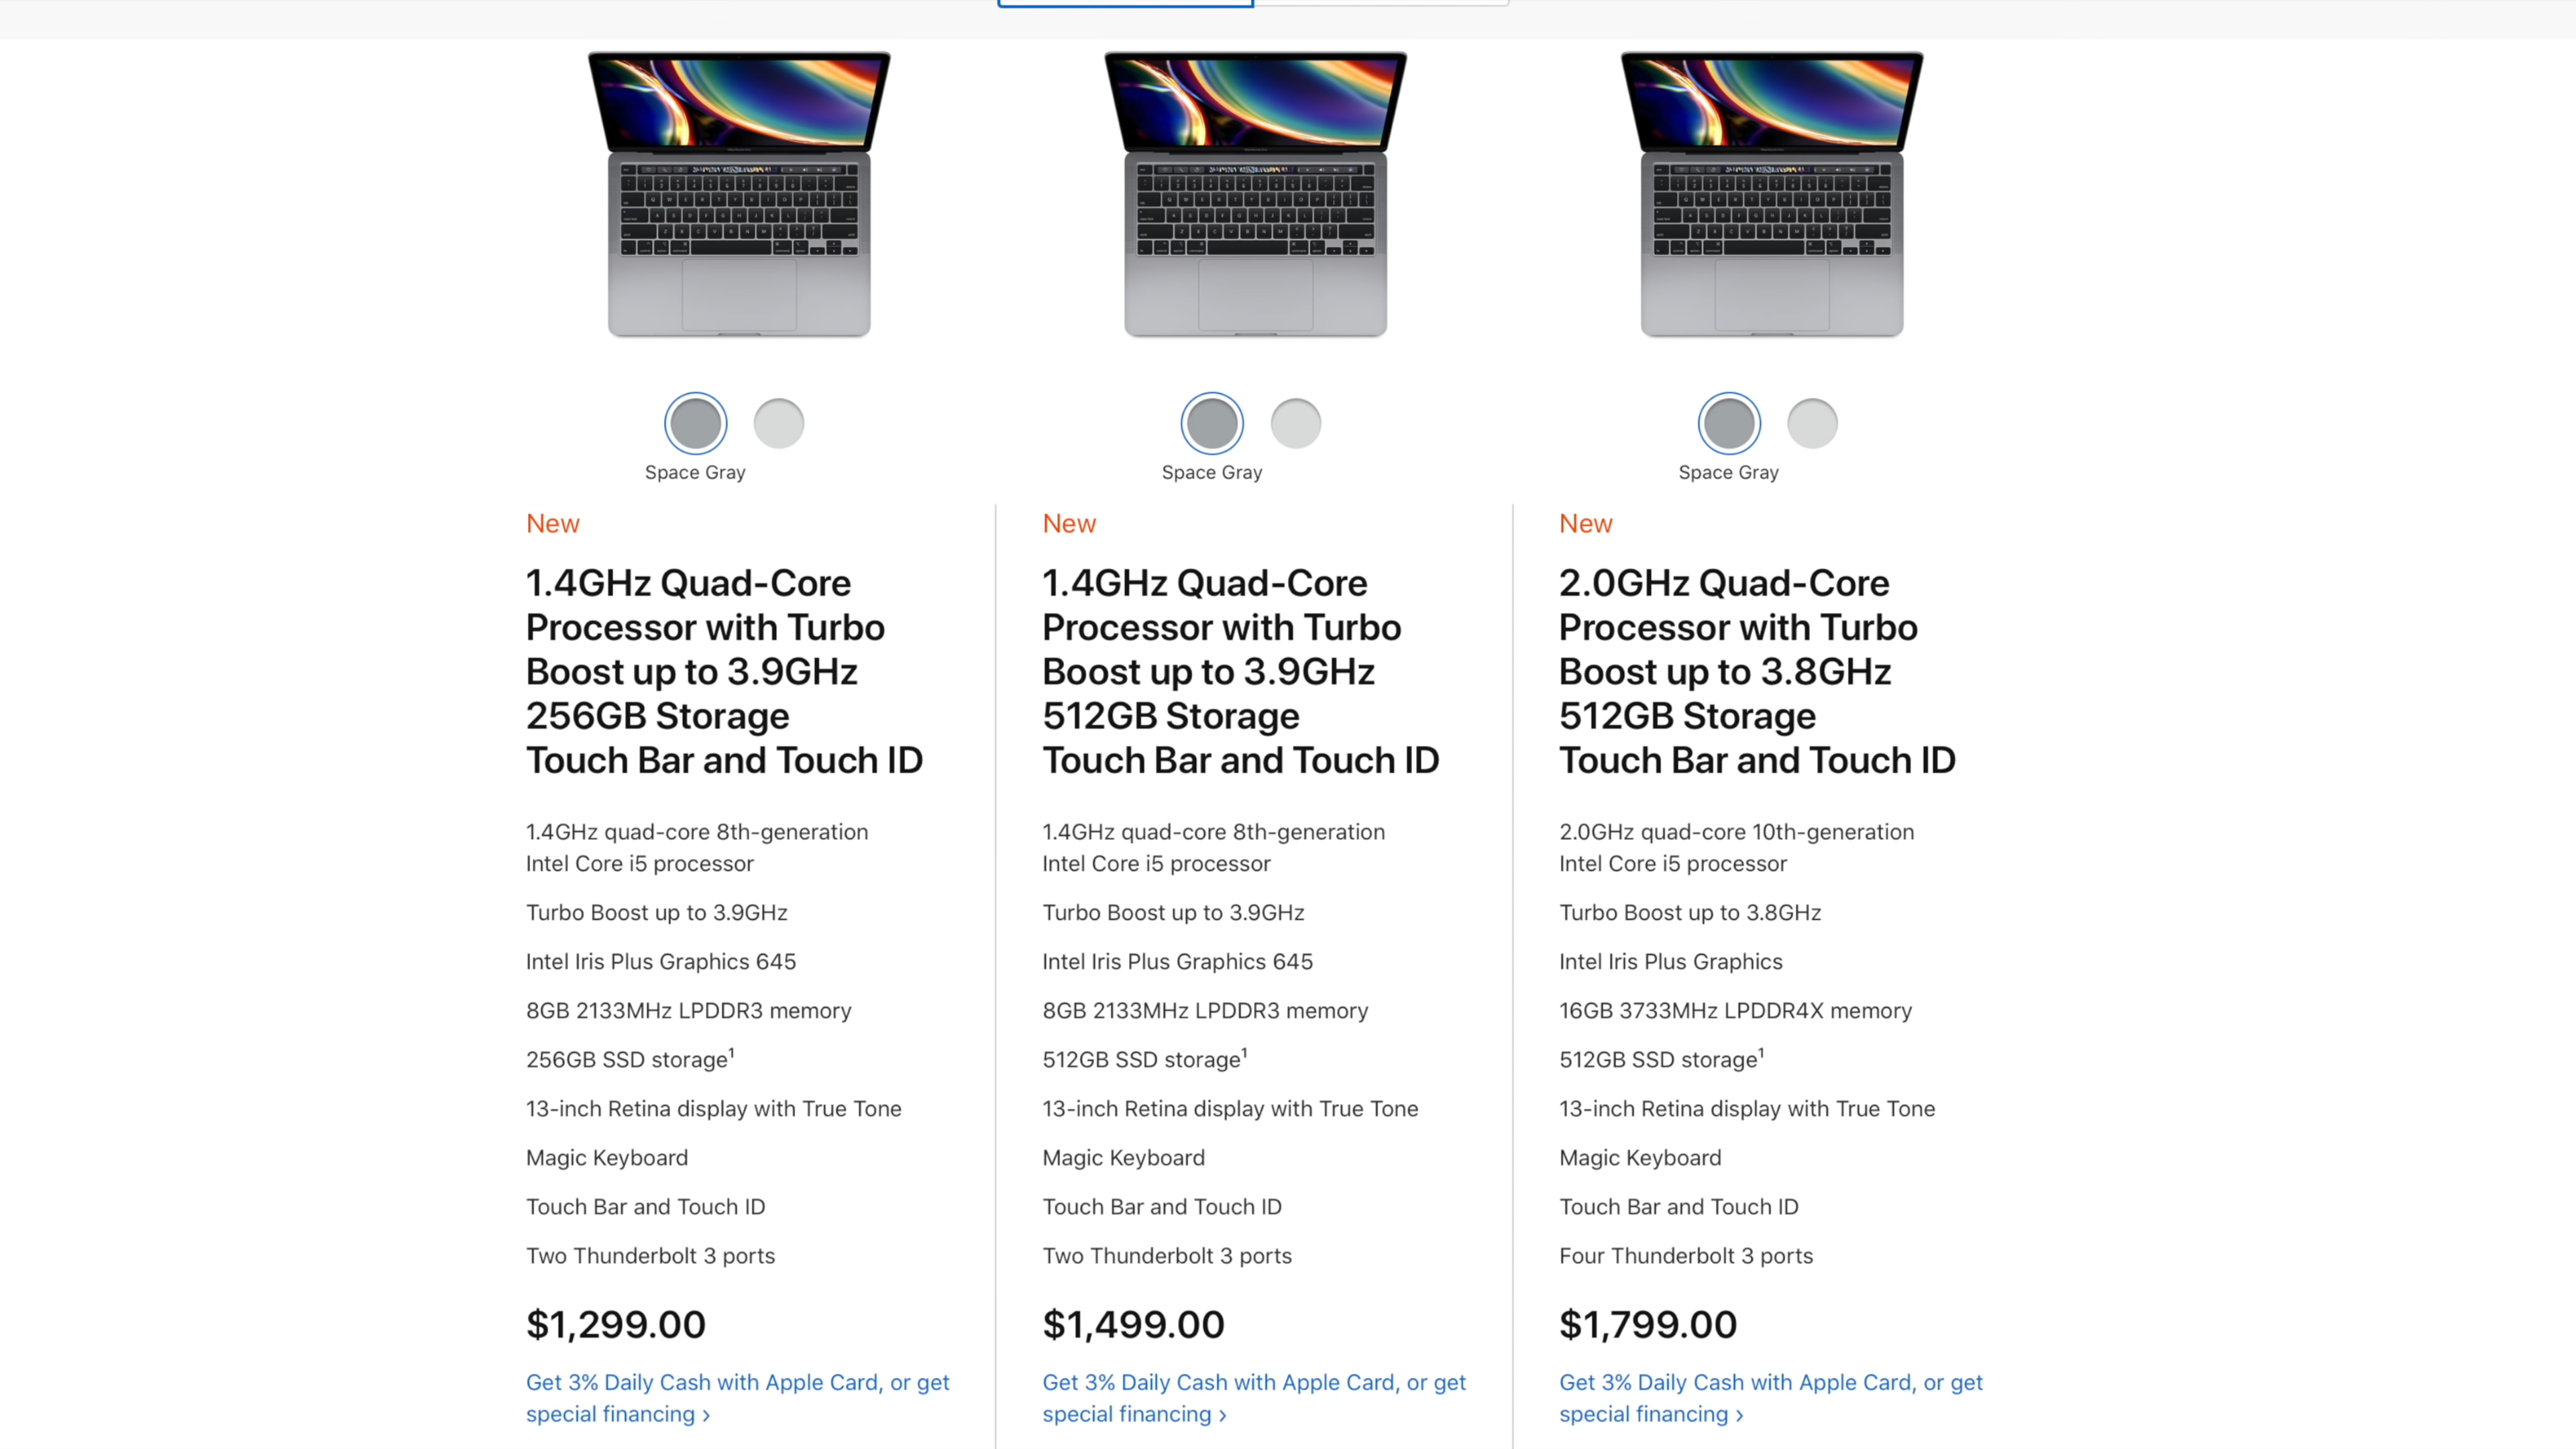 Space Gray
New
1.4GHz Quad-Core
Processor with Turbo
Boost up to 3.9GHz
256GB Storage
Touch Bar and Touch ID
1.4GHz quad-core 8th-generation
Intel Core i5 processor
Turbo Boost up to 3.9GHz
Intel Iris Plus Graphics 645
8GB 2133MHz LPDDR3 memory
256GB SSD storage¹
13-inch Retina display with True Tone
Magic Keyboard
Touch Bar and Touch ID
Two Thunderbolt 3 ports
$1,299.00
Get 3% Daily Cash with Apple Card, or get
special financing ›
Space Gray
New
1.4GHz Quad-Core
Processor with Turbo
Boost up to 3.9GHz
512GB Storage
Touch Bar and Touch ID
1.4GHz quad-core 8th-generation
Intel Core i5 processor
Turbo Boost up to 3.9GHz
Intel Iris Plus Graphics 645
8GB 2133MHz LPDDR3 memory
512GB SSD storage¹
13-inch Retina display with True Tone
Magic Keyboard
Touch Bar and Touch ID
Two Thunderbolt 3 ports
$1,499.00
Get 3% Daily Cash with Apple Card, or get
special financing ›
Space Gray
New
2.0GHz Quad-Core
Processor with Turbo
Boost up to 3.8GHz
512GB Storage
Touch Bar and Touch ID
2.0GHz quad-core 10th-generation
Intel Core i5 processor
Turbo Boost up to 3.8GHz
Intel Iris Plus Graphics
16GB 3733MHz LPDDR4X memory
512GB SSD storage¹
13-inch Retina display with True Tone
Magic Keyboard
Touch Bar and Touch ID
Four Thunderbolt 3 ports
$1,799.00
Get 3% Daily Cash with Apple Card, or get
special financing ›